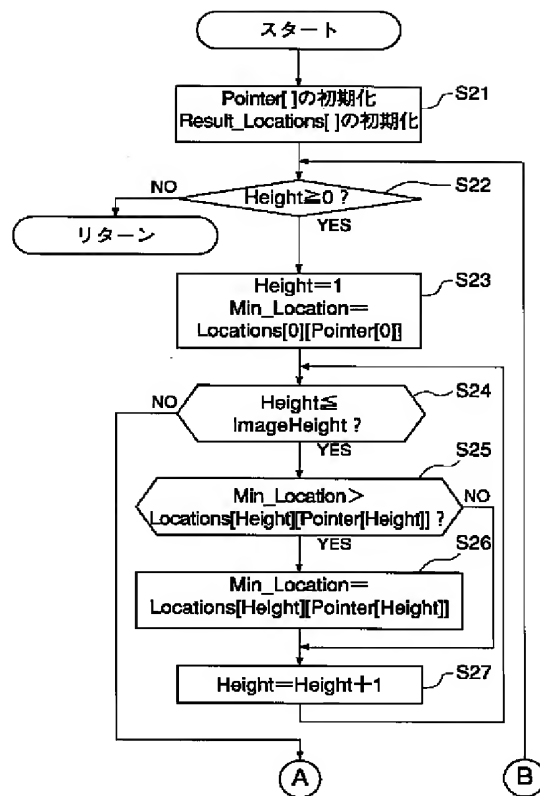 スタート
Pointer[ ]の初期化
Result_Locations[ ]の初期化
S21
NO
Height≧0 ?
S22
リターン
YES
Height=1
Min_Location=
Locations[0][Pointer[0]]
S23
NO
Height≦
ImageHeight ?
S24
YES
S25
Min_Location>
Locations[Height][Pointer[Height]] ?
NO
YES
S26
Min_Location=
Locations[Height][Pointer[Height]]
Height=Height+1
S27
A
B